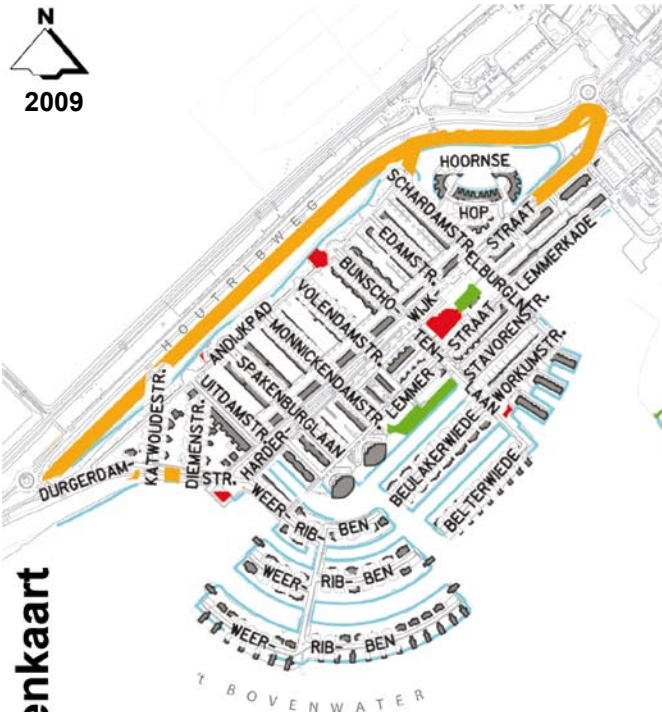 N
2009
HOORNSE
HOP
SCHARDAMSTR.
ELBURGLN
STRAAT
LEMMERKADE
EDAMSTR.
BUNSCHO
TEN
LAAN
HOUTRIBWEG
VOLENDAMSTR.
WIJK
STRAAT
STAVORENSTR.
ANDIJKPAD
MONNICKENDAMSTR.
LEMMER
WORKUMSTR.
SPAKENBURGLAAN
UITDAMSTR.
HARDER
KATWOUDESTR.
DIEMENSTR.
DURGERDAM-
STR.
BEULAKERWIEDE
BELTERWIEDE
WEER-
RIB-
BEN
WEER-
RIB-
BEN
WEER-
RIB-
BEN
't BOVENWATER
enkaart